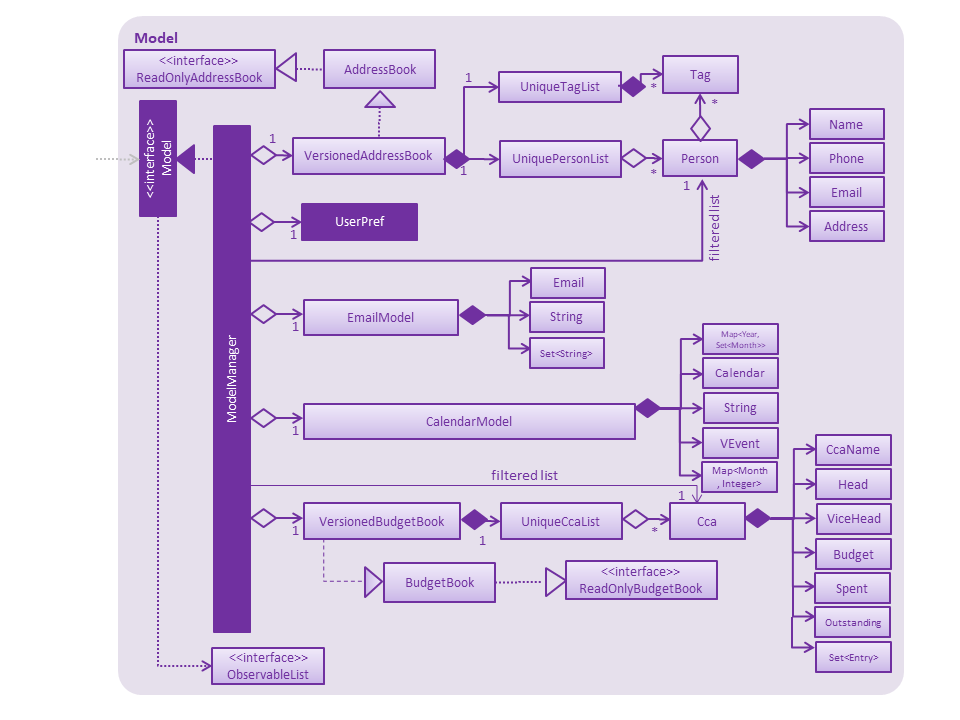 Model
<<interface>>
ReadOnlyAddressBook
AddressBook
UniqueTagList
Tag
1
*
*
<<interface>>
Model
1
VersionedAddressBook
1
UniquePersonList
*
Person
1
Name
Phone
Email
Address
UserPref
1
filtered list
ModelManager
EmailModel
1
Email
String
Set<String>
CalendarModel
1
Map<Year,
Set<Month>>
Calendar
String
VEvent
Map<Month
, Integer>
filtered list
1
VersionedBudgetBook
1
UniqueCcaList
1
*
Cca
CcaName
Head
ViceHead
Budget
Spent
Outstanding
Set<Entry>
BudgetBook
<<interface>>
ReadOnlyBudgetBook
<<interface>>
ObservableList